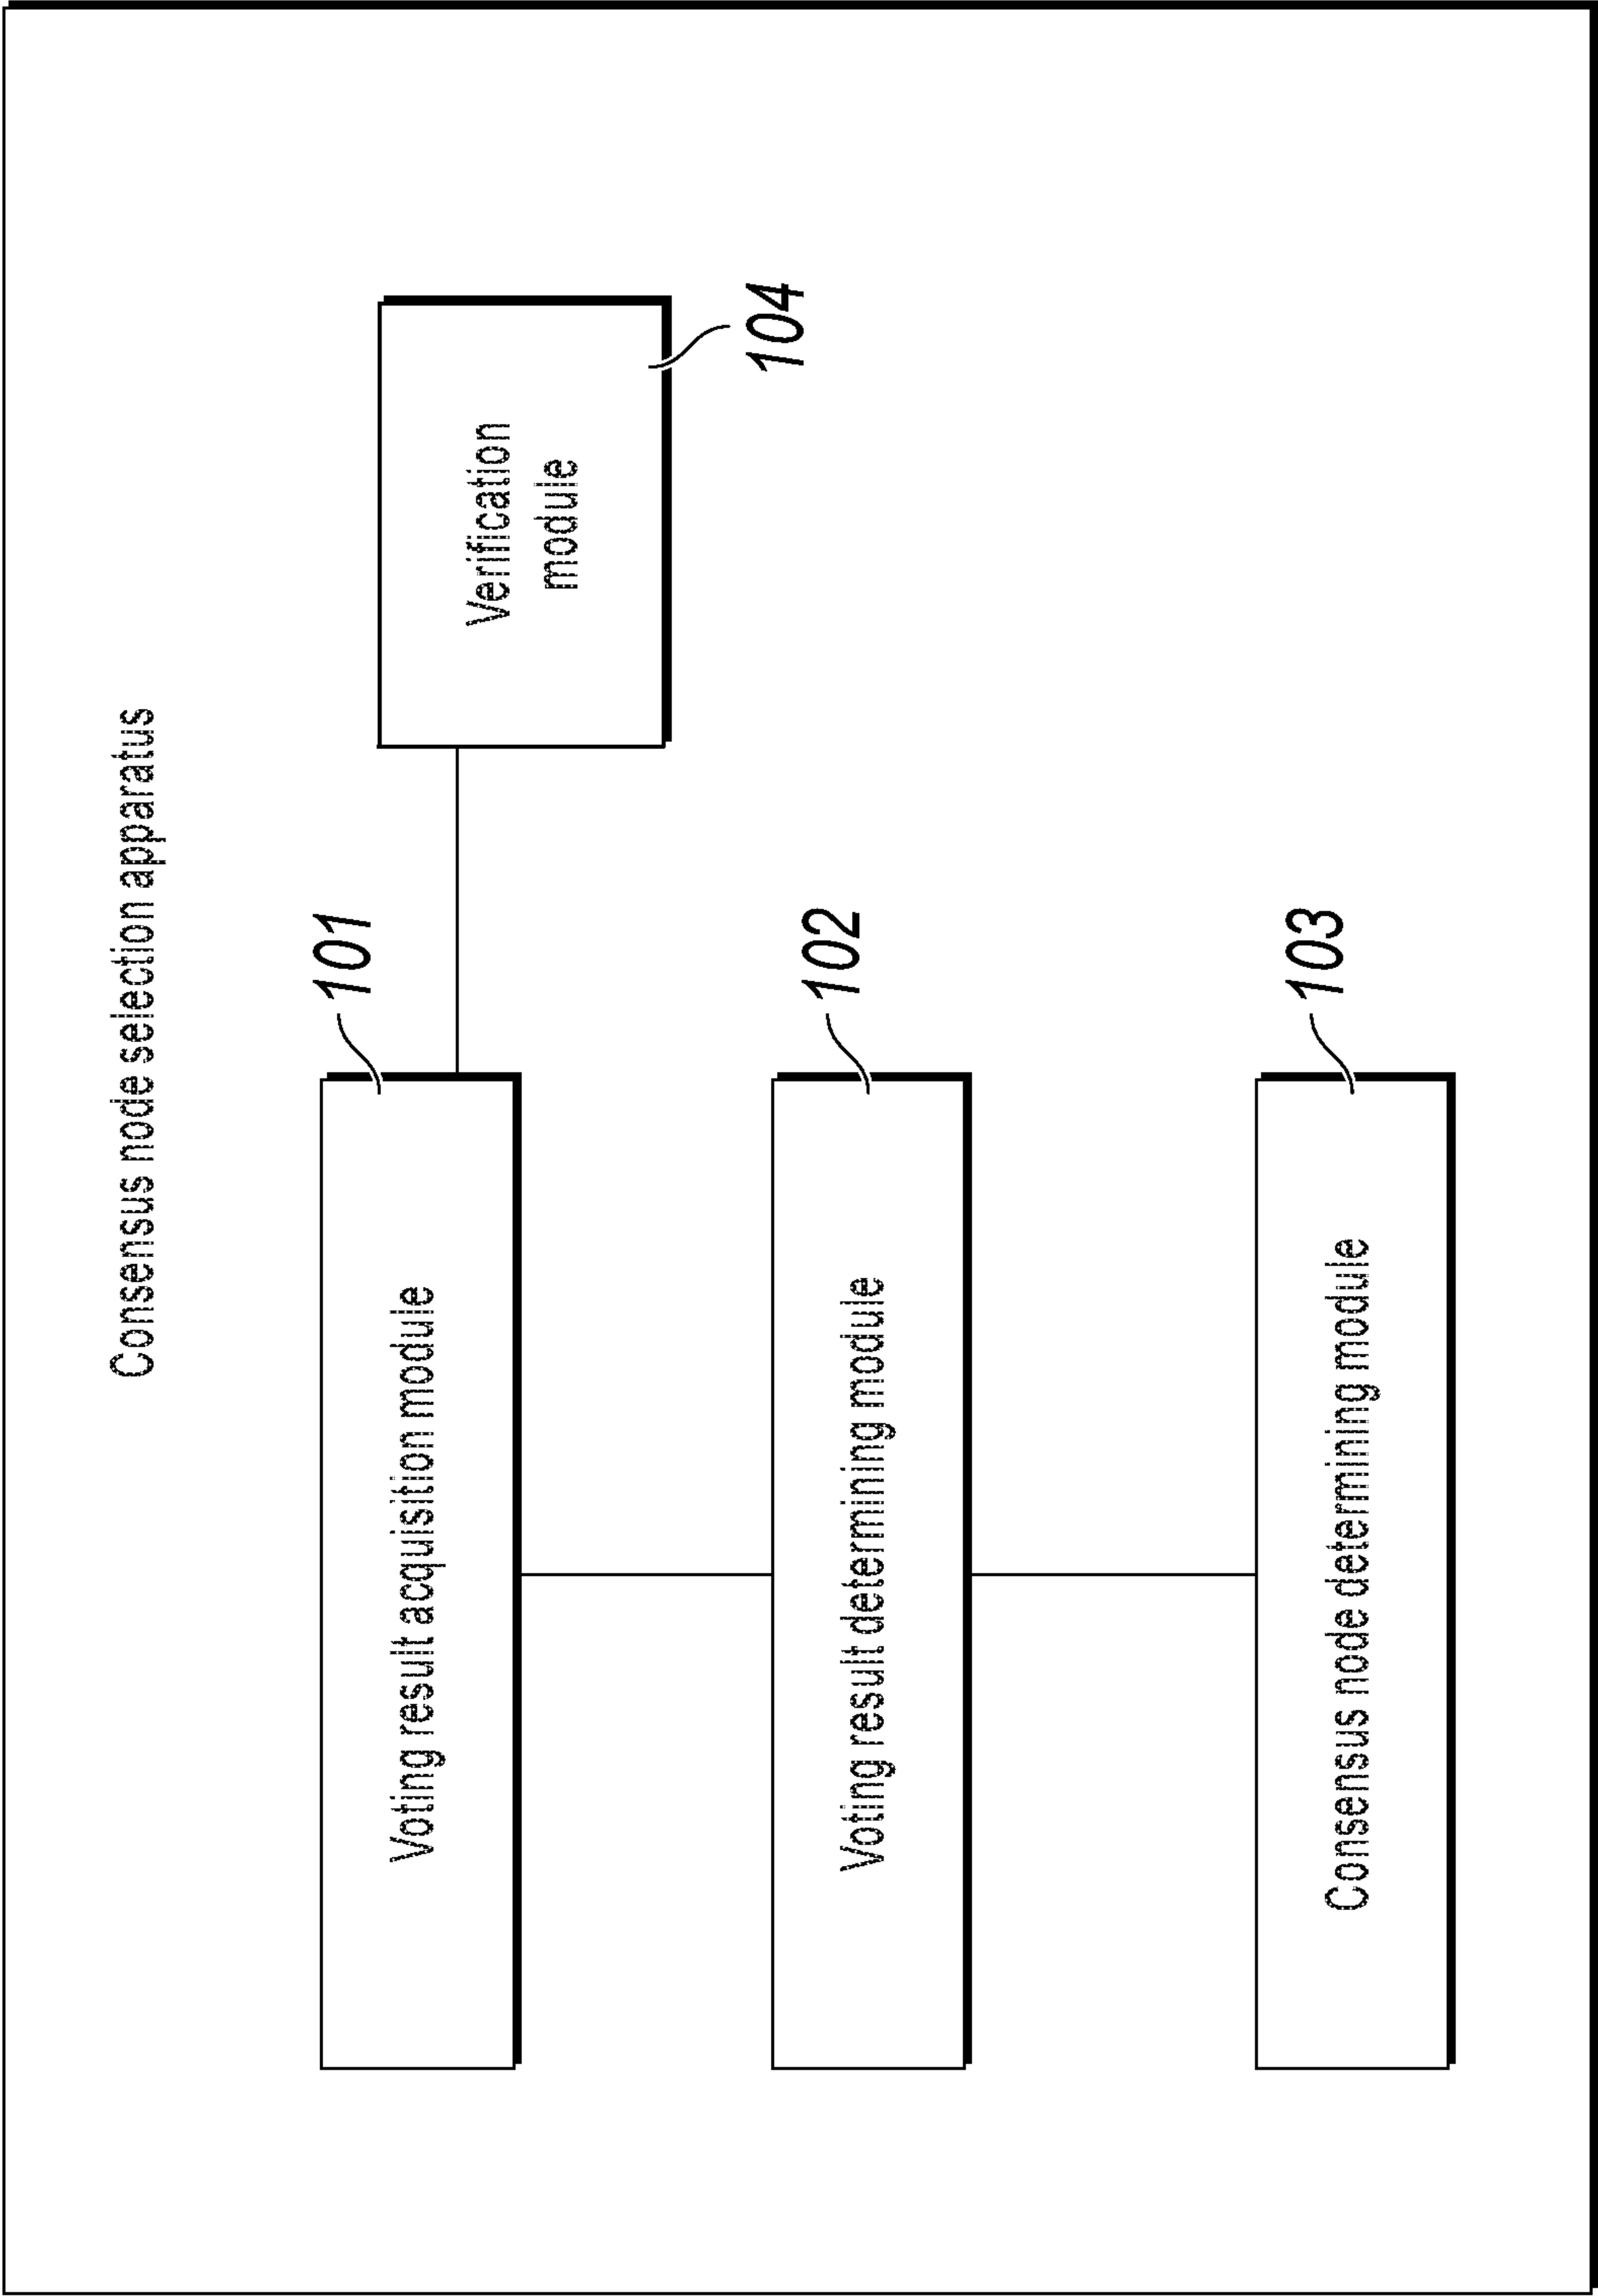 Consensus node selection apparatus
101
Voting result acquisition module
Verification
module
104
102
Voting result determining module
103
Consensus node determining module